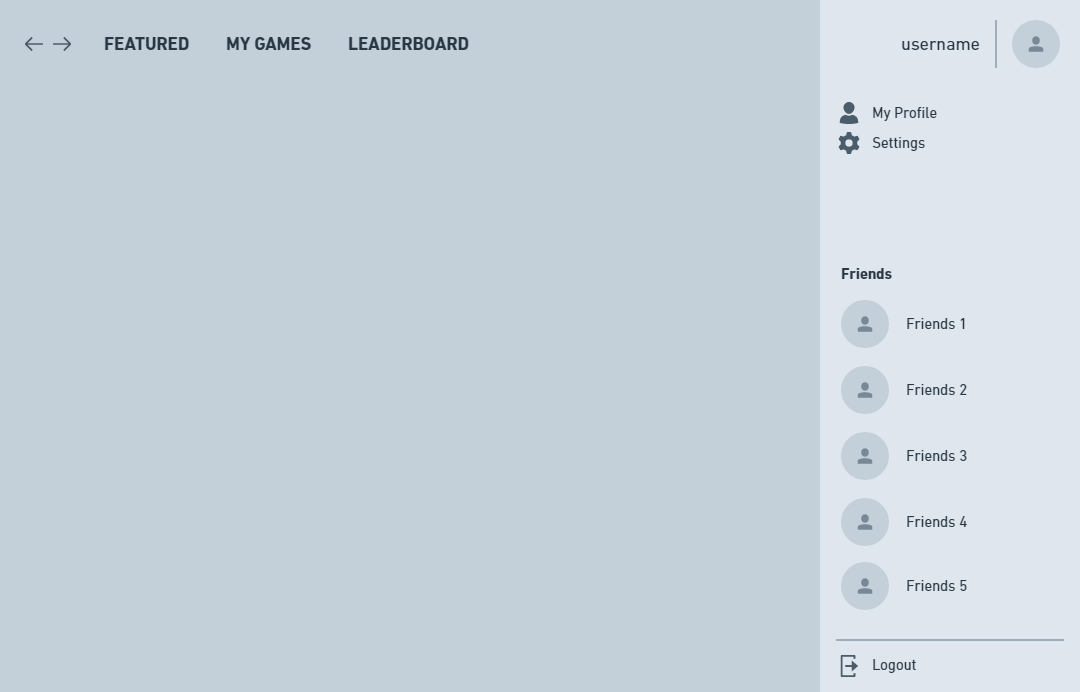 FEATURED MY GAMES LEADERBOARD
username
My Profile
Settings
Friends
Friends 1
Friends 2
Friends 3
Friends 4
Friends 5
Logout